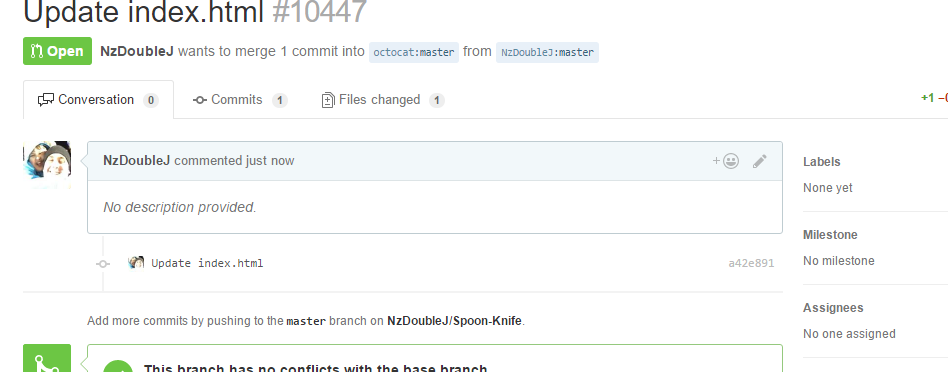 Update index.html #10447
Open NzDoubleJ wants to merge 1 commit into octocat:master from NzDoubleJ:master
Conversation 0 Commits 1 Files changed 1 +1
NzDoubleJ commented just now
No description provided.
Update index.html a42e891
Add more commits by pushing to the master branch on NzDoubleJ/Spoon-Knife.
This branch has no conflicts with the base branch
Labels
None yet
Milestone
No milestone
Assignees
No one assigned